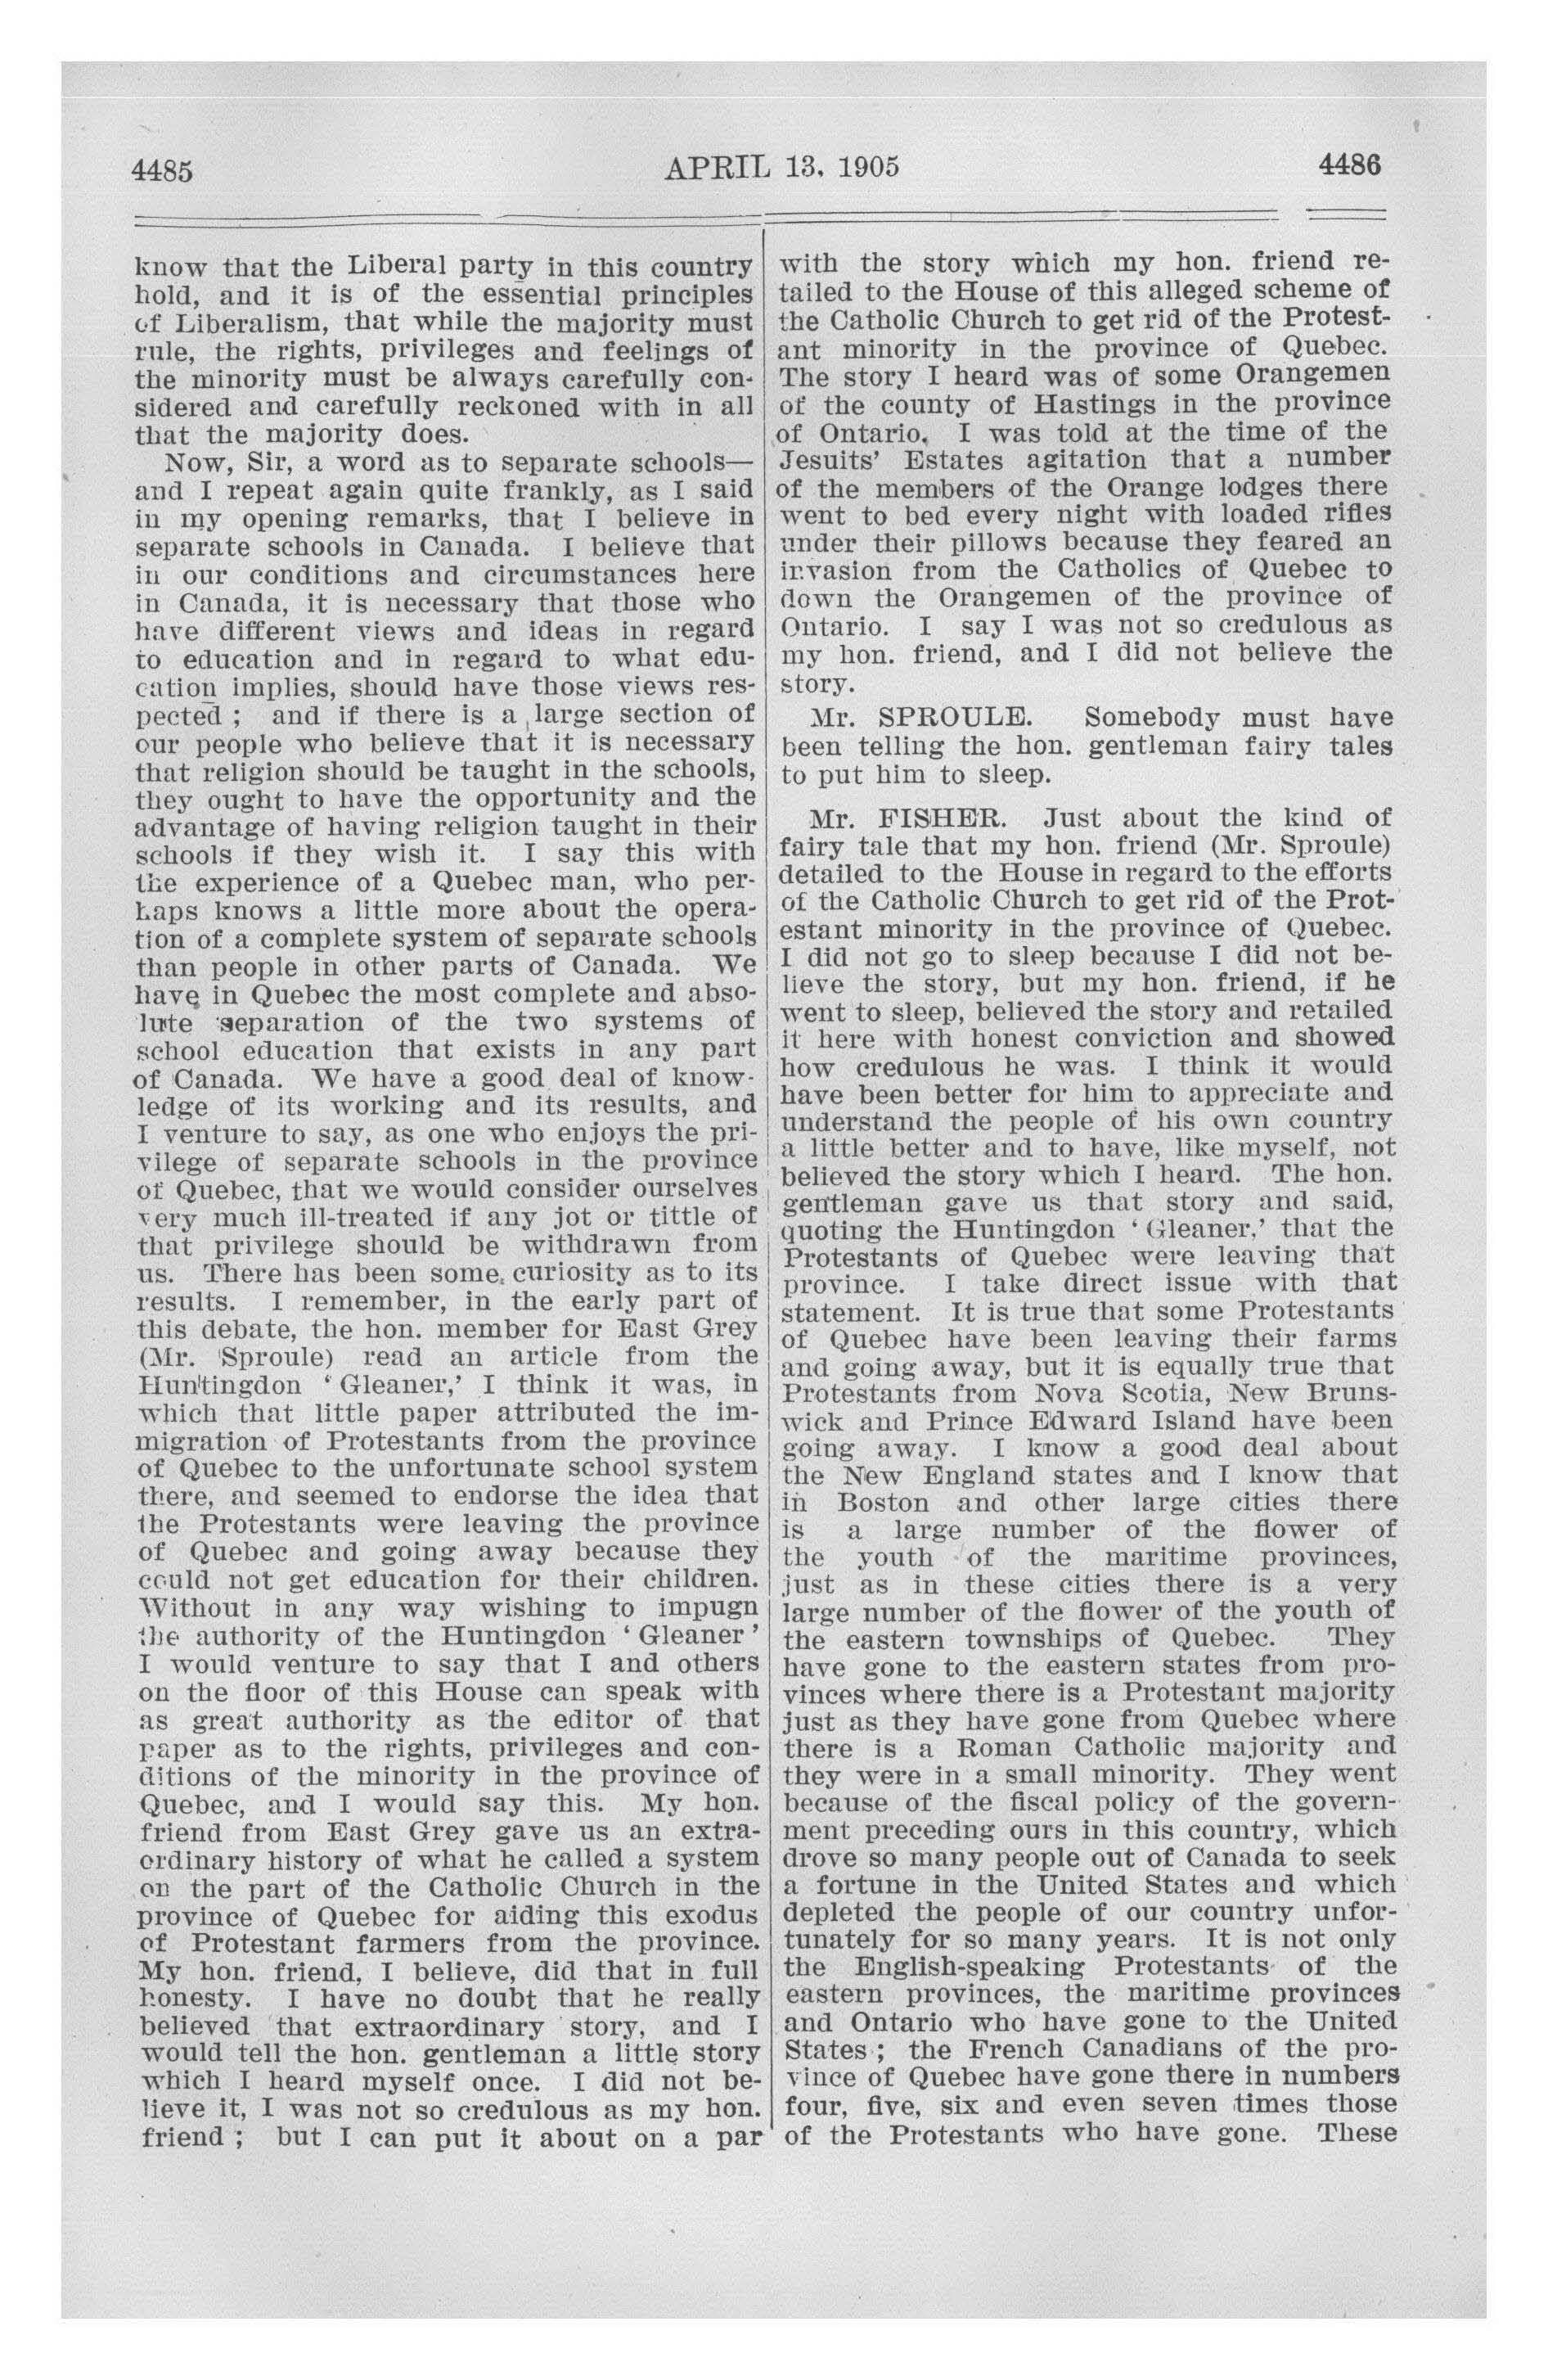 4485
APRIL 13, 1905
4486
know that the Liberal party in this country
hold, and it is of the essential principles
of Liberalism, that while the majority must
rule, the rights, privileges and feelings of
the minority must be always carefully con-
sidered and carefully reckoned with in all
that the majority does.
Now, Sir, a word as to separate schools—
and I repeat again quite frankly, as I said
in my opening remarks, that I believe in
separate schools in Canada. I believe that
in our conditions and circumstances here
in Canada, it is necessary that those who
have different views and ideas in regard
to education and in regard to what edu-
cation implies, should have those views res-
pected ; and if there is a large section of
our people who believe that it is necessary
that religion should be taught in the schools,
they ought to have the opportunity and the
advantage of having religion taught in their
schools if they wish it. I say this with
the experience of a Quebec man, who per-
haps knows a little more about the opera-
tion of a complete system of separate schools
than people in other parts of Canada. We
have in Quebec the most complete and abso-
lute separation of the two systems of
school education that exists in any part
of Canada. We have a good deal of know-
ledge of its working and its results, and
I venture to say, as one who enjoys the pri-
vilege of separate schools in the province
of Quebec, that we would consider ourselves
very much ill-treated if any jot or tittle of
that privilege should be withdrawn from
us. There has been some curiosity as to its
results. I remember, in the early part of
this debate, the hon. member for East Grey
(Mr. Sproule) read an article from the
Huntingdon ‘ Gleaner,’ I think it was, in
which that little paper attributed the im-
migration of Protestants from the province
of Quebec to the unfortunate school system
there, and seemed to endorse the idea that
the Protestants were leaving the province
of Quebec and going away because they
could not get education for their children.
Without in any way wishing to impugn
the authority of the Huntingdon ‘ Gleaner ’
I would venture to say that I and others
on the floor of this House can speak with
as great authority as the editor of that
paper as to the rights, privileges and con-
ditions of the minority in the province of
Quebec, and I would say this. My hon.
friend from East Grey gave us an extra-
ordinary history of what he called a system
on the part of the Catholic Church in the
province of Quebec for aiding this exodus
of Protestant farmers from the province.
My hon. friend, I believe, did that in full
honesty. I have no doubt that he really
believed that extraordinary story, and I
would tell the hon. gentleman a little story
which I heard myself once. I did not be-
lieve it, I was not so credulous as my hon.
friend ; but I can put it about on a par
with the story which my hon. friend re-
tailed to the House of this alleged scheme of
the Catholic Church to get rid of the Protest-
ant minority in the province of Quebec.
The story I heard was of some Orangemen
of the county of Hastings in the province
of Ontario. I was told at the time of the
Jesuits’ Estates agitation that a number
of the members of the Orange lodges there
went to bed every night with loaded rifles
under their pillows because they feared an
invasion from the Catholics of Quebec to
down the Orangemen of the province of
Ontario. I say I was not so credulous as
my hon. friend, and I did not believe the
story.
Mr. SPROULE. Somebody must have
been telling the hon. gentleman fairy tales
to put him to sleep.
Mr. FISHER. Just about the kind of
fairy tale that my hon. friend (Mr. Sproule)
detailed to the House in regard to the efforts
of the Catholic Church to get rid of the Prot-
estant minority in the province of Quebec.
I did not go to sleep because I did not be-
lieve the story, but my hon. friend, if he
went to sleep, believed the story and retailed
it here with honest conviction and showed
how credulous he was. I think it would
have been better for him to appreciate and
understand the people of his own country
a little better and to have, like myself, not
believed the story which I heard. The hon.
gentleman gave us that story and said,
quoting the Huntingdon ‘ Gleaner,’ that the
Protestants of Quebec were leaving that
province. I take direct issue with that
statement. It is true that some Protestants
of Quebec have been leaving their farms
and going away, but it is equally true that
Protestants from Nova Scotia, New Bruns-
wick and Prince Edward Island have been
going away. I know a good deal about
the New England states and I know that
in Boston and other large cities there
is a large number of the flower of
the youth of the maritime provinces,
just as in these cities there is a very
large number of the flower of the youth of
the eastern townships of Quebec. They
have gone to the eastern states from pro-
vinces where there is a Protestant majority
just as they have gone from Quebec where
there is a Roman Catholic majority and
they were in a small minority. They went
because of the fiscal policy of the govern-
ment preceding ours in this country, which
drove so many people out of Canada to seek
a fortune in the United States and which
depleted the people of our country unfor-
tunately for so many years. It is not only
the English-speaking Protestants of the
eastern provinces, the maritime provinces
and Ontario who have gone to the United
States ; the French Canadians of the pro-
vince of Quebec have gone there in numbers
four, five, six and even seven times those
of the Protestants who have gone. These